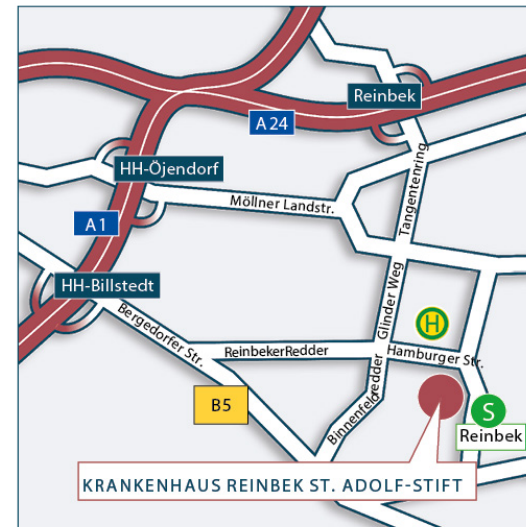 Reinbek
A 24
HH-Öjendorf
Tangentenring
Möllner Landstr.
A 1
HH-Billstedt
Glinder Weg
Bergedorfer Str.
H
ReinbekerRedder
Hamburger Str.
Binnenfeldredder
B5
S
Reinbek
KRANKENHAUS REINBEK ST. ADOLF-STIFT